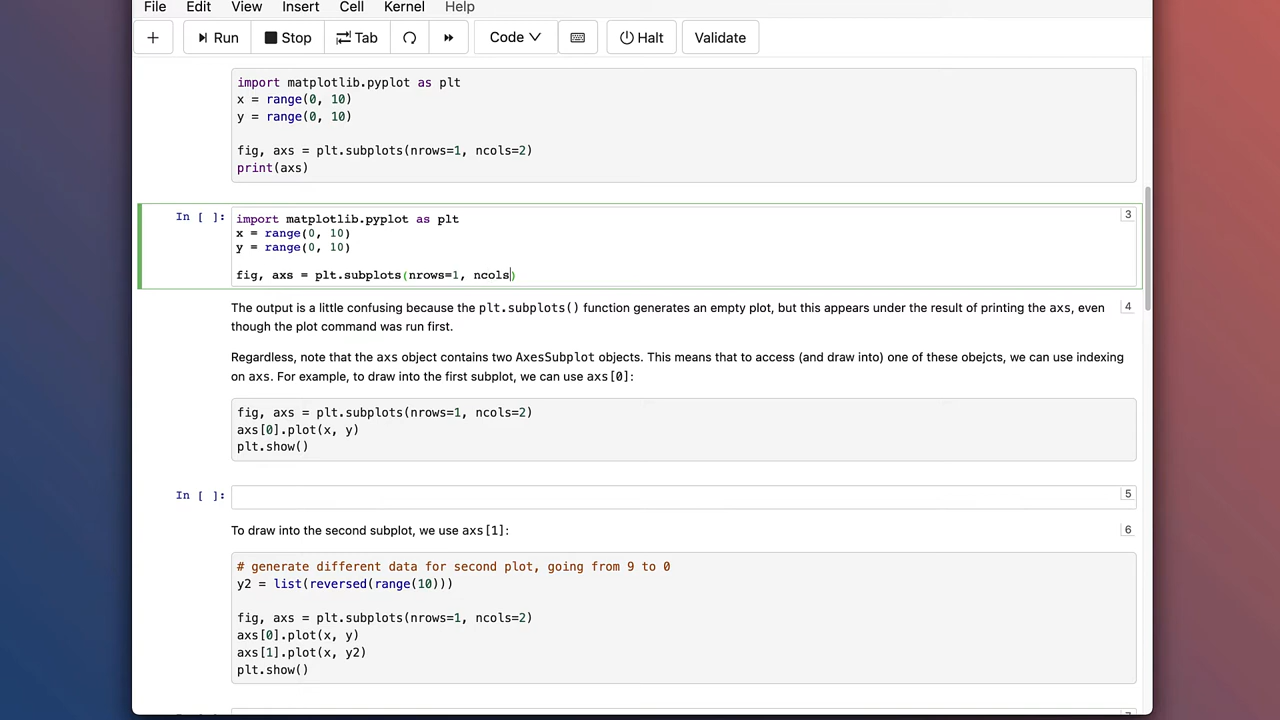 File Edit View Insert Cell Kernel Help
Run Stop Tab Code Halt Validate
import matplotlib.pyplot as plt
x = range(0, 10)
y = range(0, 10)
fig, axs = plt.subplots(nrows=1, ncols=2)
print(axs)
In [ ]:
import matplotlib.pyplot as plt
3
x = range(0, 10)
y = range(0, 10)
fig, axs = plt.subplots(nrows=1, ncols)
The output is a little confusing because the plt.subplots() function generates an empty plot, but this appears under the result of printing the axs, even
4
though the plot command was run first.
Regardless, note that the axs object contains two AxesSubplot objects. This means that to access (and draw into) one of these obejcts, we can use indexing
on axs. For example, to draw into the first subplot, we can use axs[0]:
fig, axs = plt.subplots(nrows=1, ncols=2)
axs[0].plot(x, y)
plt.show()
In [ ]:
5
To draw into the second subplot, we use axs[1]:
6
# generate different data for second plot, going from 9 to 0
y2 = list(reversed(range(10)))
fig, axs = plt.subplots(nrows=1, ncols=2)
axs[0].plot(x, y)
axs[1].plot(x, y2)
plt.show()